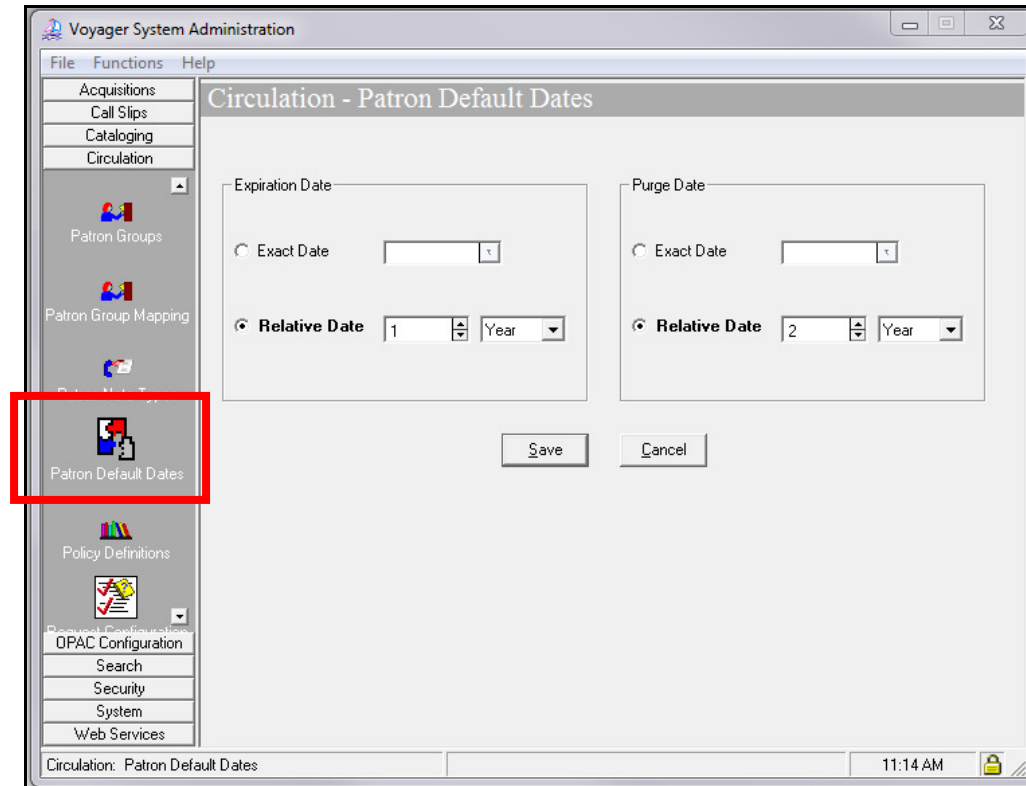 Voyager System Administration
File Functions Help
Acquisitions
Call Slips
Cataloging
Circulation
Patron Groups
Patron Group Mapping
Patron Default Dates
Policy Definitions
Request Configuration
OPAC Configuration
Search
Security
System
Web Services
Circulation - Patron Default Dates
Expiration Date
Exact Date
Relative Date 1 Year
Purge Date
Exact Date
Relative Date 2 Year
Save Cancel
Circulation: Patron Default Dates
11:14 AM